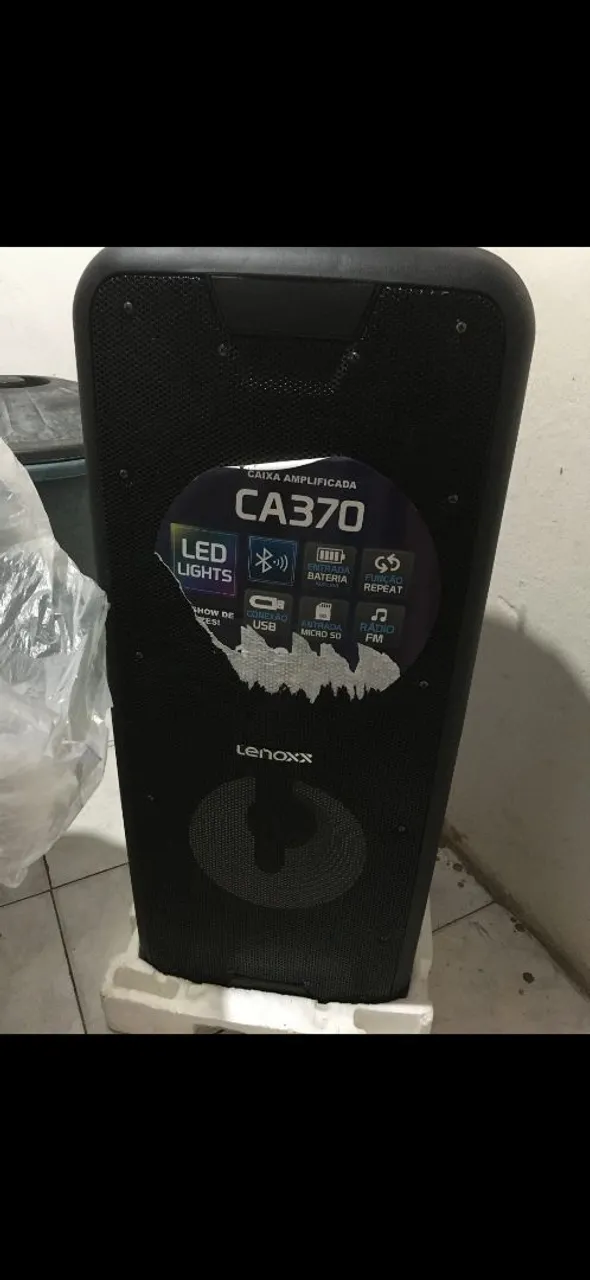 CAIXA AMPLIFICADA
CA370
LED
LIGHTS
ENTRADA
BATERIA
FUNÇÃO
REPEAT
SHOW DE
ZES!
CONEXÃO
USB
ENTRADA
MICRO SD
RÁDIO
FM
Lenoxx